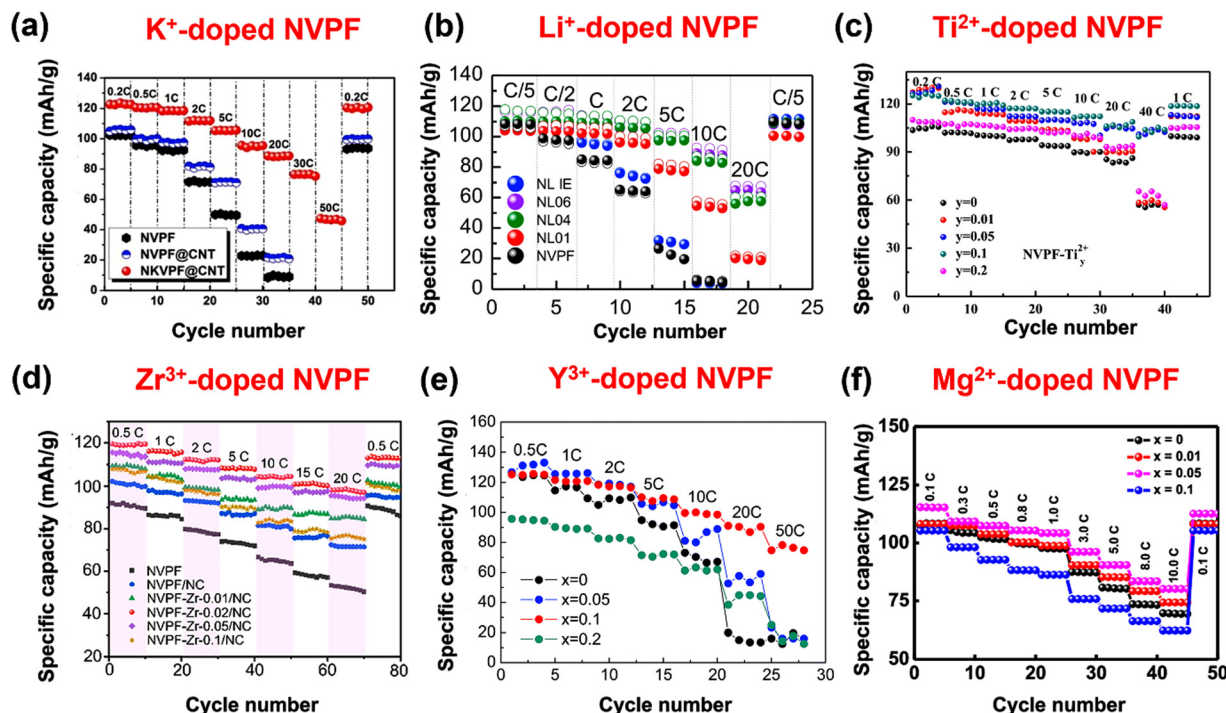 (a)
K⁺-doped NVPF
Specific capacity (mAh/g)
140
120
100
80
60
40
20
0
0.2C 0.5C 1C 2C 5C 10C 20C 30C 50C 0.2C
NVPF
NVPF@CNT
NKVPF@CNT
0 10 20 30 40 50
Cycle number
(b)
Li⁺-doped NVPF
Specific capacity (mAh/g)
140
120
100
80
60
40
20
0
C/5 C/2 C 2C 5C 10C 20C C/5
NL IE
NL06
NL04
NL01
NVPF
0 5 10 15 20 25
Cycle number
(c)
Ti²⁺-doped NVPF
Specific capacity (mAh/g)
150
120
90
60
30
0
0.2 C 0.5 C 1 C 2 C 5 C 10 C 20 C 40 C 1 C
y=0
y=0.01
y=0.05
y=0.1
y=0.2
NVPF-Ti²⁺y
0 10 20 30 40
Cycle number
(d)
Zr³⁺-doped NVPF
Specific capacity (mAh/g)
120
100
80
60
40
20
0.5 C 1 C 2 C 5 C 10 C 15 C 20 C 0.5 C
NVPF
NVPF/NC
NVPF-Zr-0.01/NC
NVPF-Zr-0.02/NC
NVPF-Zr-0.05/NC
NVPF-Zr-0.1/NC
0 20 40 60 80
Cycle number
(e)
Y³⁺-doped NVPF
Specific capacity (mAh/g)
160
140
120
100
80
60
40
20
0
0.5C 1C 2C 5C 10C 20C 50C
x=0
x=0.05
x=0.1
x=0.2
0 5 10 15 20 25 30
Cycle number
(f)
Mg²⁺-doped NVPF
Specific capacity (mAh/g)
150
125
100
75
50
0.1 C 0.3 C 0.5 C 0.8 C 1.0 C 3.0 C 5.0 C 8.0 C 10.0 C 0.1 C
x = 0
x = 0.01
x = 0.05
x = 0.1
0 10 20 30 40 50
Cycle number